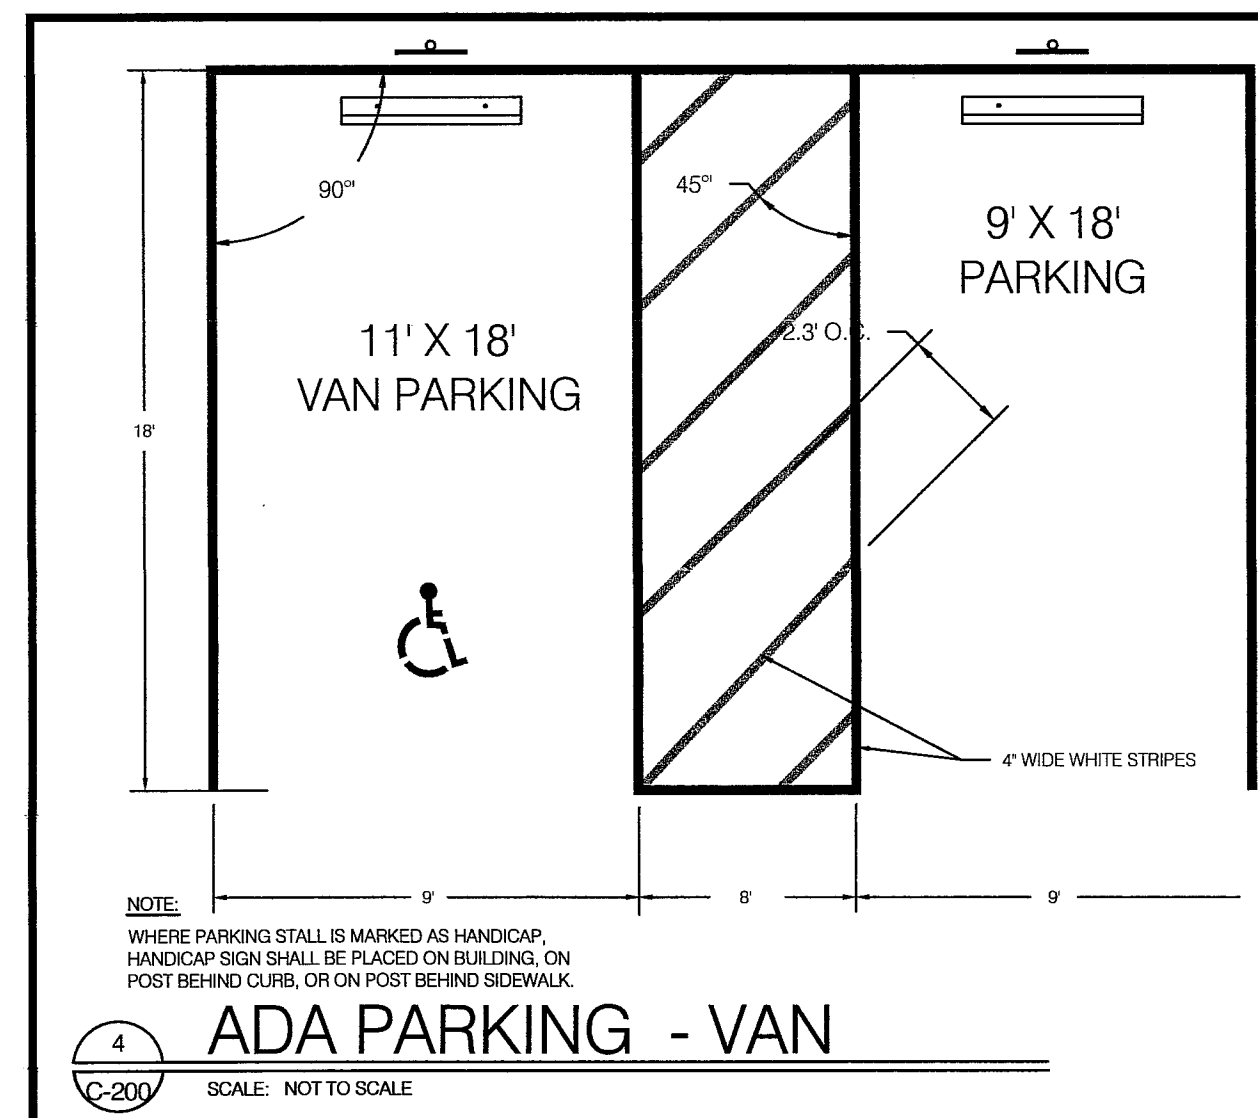 90°
45°
9' X 18'
PARKING
11' X 18'
VAN PARKING
2.3' O.C.
18'
4" WIDE WHITE STRIPES
9'
8'
9'
NOTE:
WHERE PARKING STALL IS MARKED AS HANDICAP,
HANDICAP SIGN SHALL BE PLACED ON BUILDING, ON
POST BEHIND CURB, OR ON POST BEHIND SIDEWALK.
4
ADA PARKING - VAN
C-200
SCALE: NOT TO SCALE